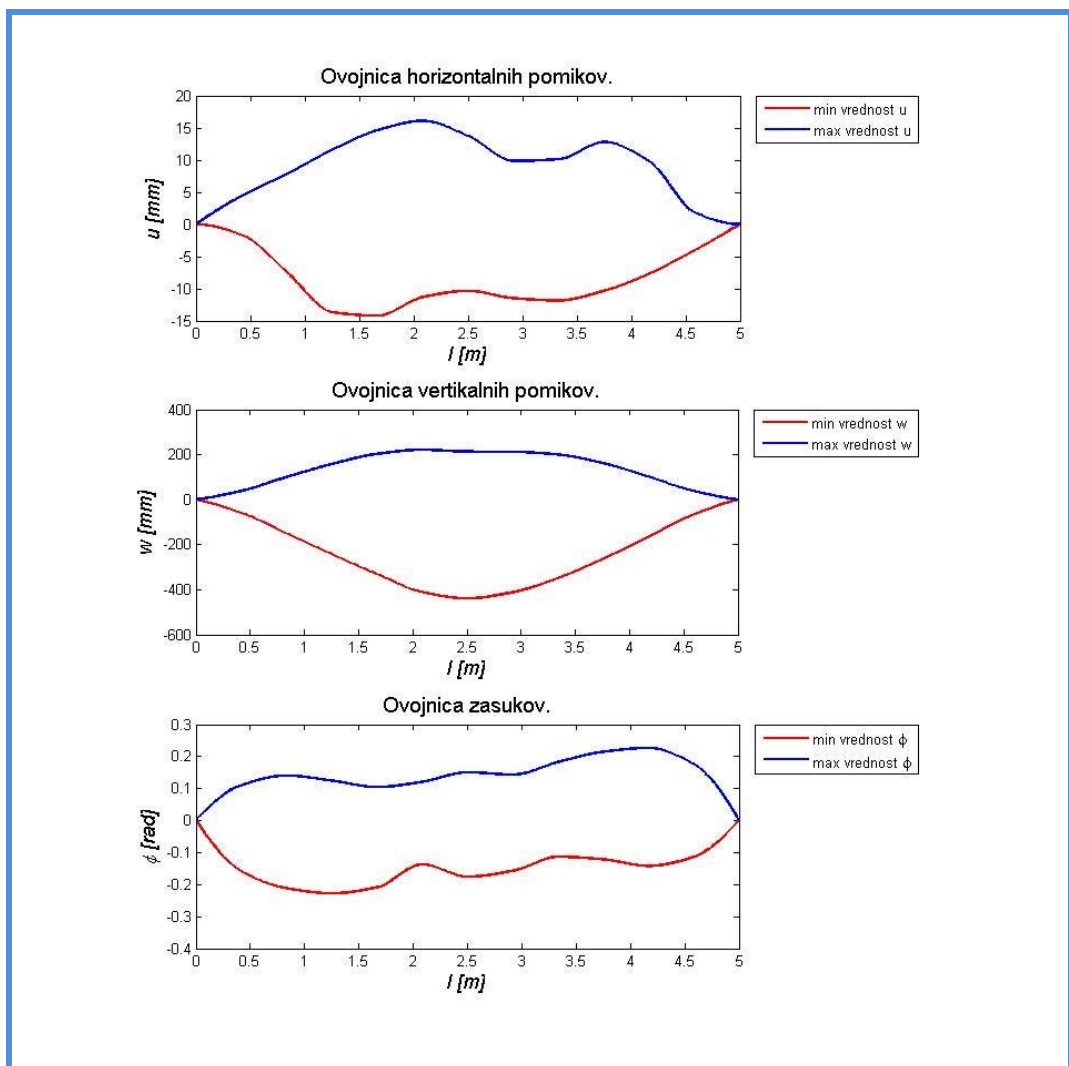 Ovojnica horizontalnih pomikov.
20
15
10
5
0
-5
-10
-15
u [mm]
0 0.5 1 1.5 2 2.5 3 3.5 4 4.5 5
l [m]
min vrednost u
max vrednost u
Ovojnica vertikalnih pomikov.
400
200
0
-200
-400
-600
w [mm]
0 0.5 1 1.5 2 2.5 3 3.5 4 4.5 5
l [m]
min vrednost w
max vrednost w
Ovojnica zasukov.
0.3
0.2
0.1
0
-0.1
-0.2
-0.3
-0.4
ϕ [rad]
0 0.5 1 1.5 2 2.5 3 3.5 4 4.5 5
l [m]
min vrednost ϕ
max vrednost ϕ